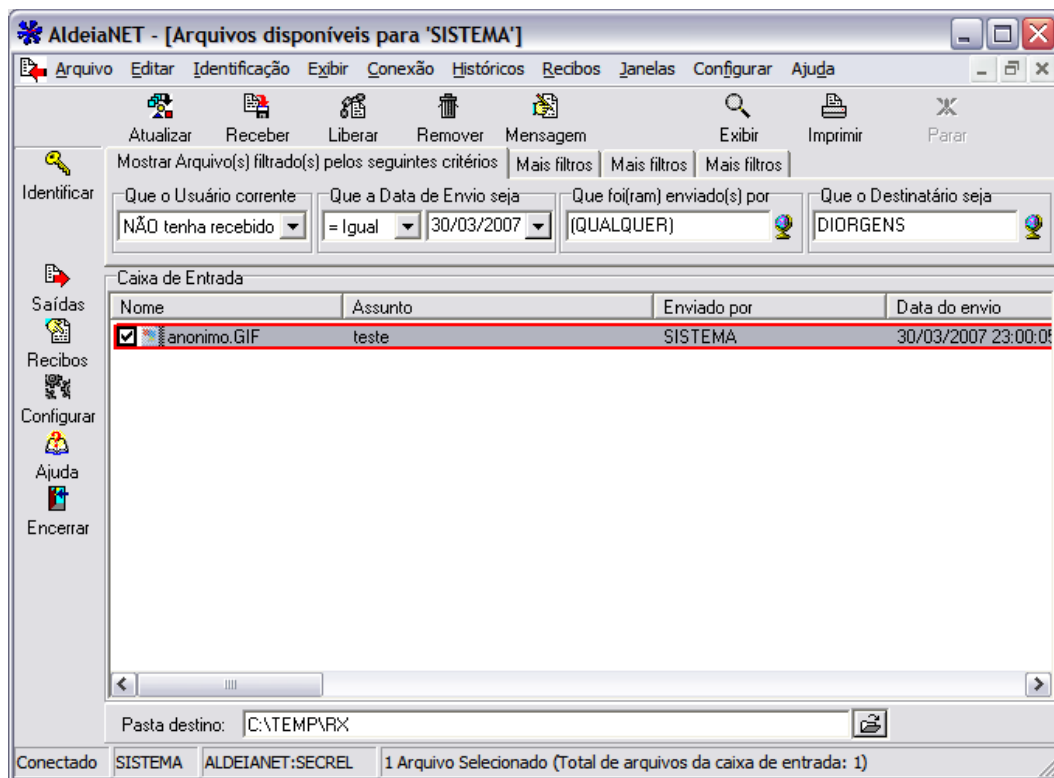 AldeiaNET - [Arquivos disponíveis para 'SISTEMA']
Arquivo Editar Identificação Exibir Conexão Históricos Recibos Janelas Configurar Ajuda
Atualizar Receber Liberar Remover Mensagem Exibir Imprimir Parar
Identificar
Mostrar Arquivo(s) filtrado(s) pelos seguintes critérios Mais filtros Mais filtros Mais filtros
Que o Usuário corrente Que a Data de Envio seja Que foi(ram) enviado(s) por Que o Destinatário seja
NÃO tenha recebido = Igual 30/03/2007 (QUALQUER) DIORGENS
Saídas
Recibos
Configurar
Ajuda
Encerrar
Caixa de Entrada
Nome Assunto Enviado por Data do envio
anonimo.GIF teste SISTEMA 30/03/2007 23:00:05
Pasta destino: C:\TEMP\RX
Conectado SISTEMA ALDEIANET:SECREL 1 Arquivo Selecionado (Total de arquivos da caixa de entrada: 1)